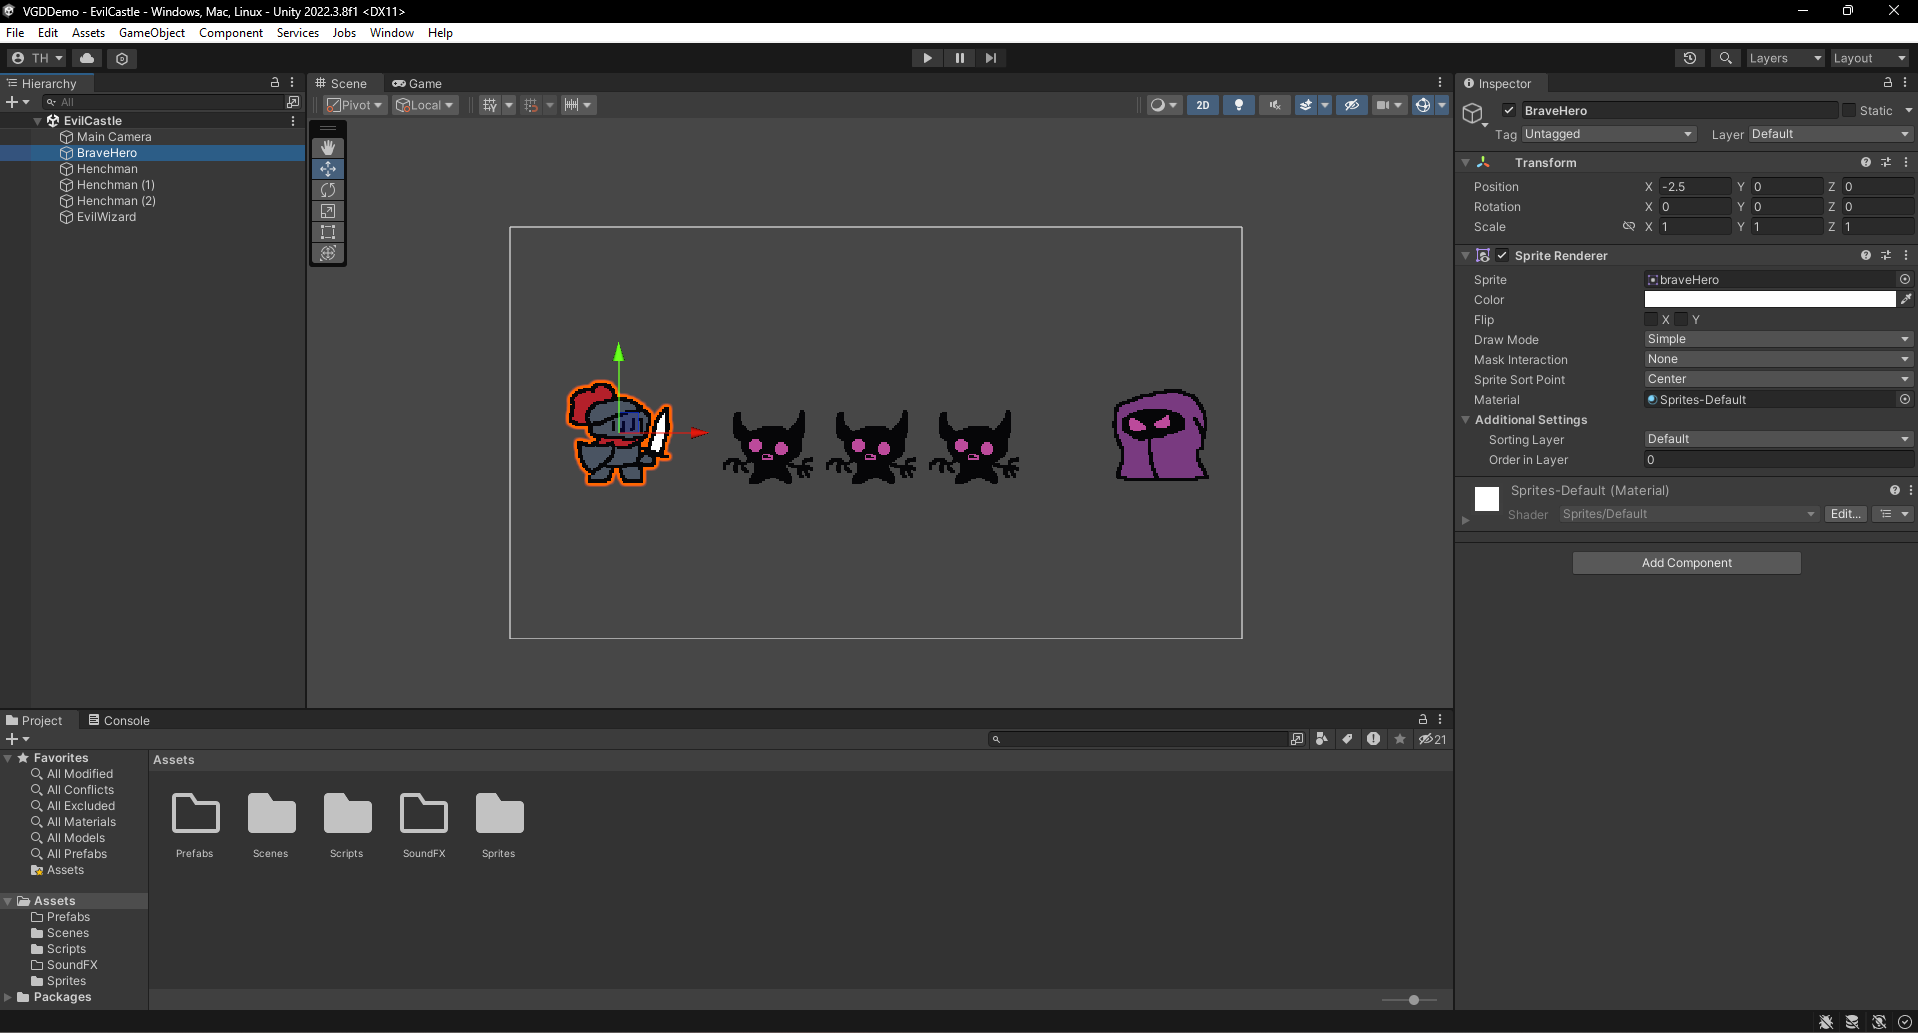 VGDDemo - EvilCastle - Windows, Mac, Linux - Unity 2022.3.8f1 <DX11>
File Edit Assets GameObject Component Services Jobs Window Help
TH Layers Layout
Hierarchy
All
EvilCastle
Main Camera
BraveHero
Henchman
Henchman (1)
Henchman (2)
EvilWizard
Scene Game
Pivot Local 2D
Inspector
BraveHero Static
Tag Untagged Layer Default
Transform
Position X -2.5 Y 0 Z 0
Rotation X 0 Y 0 Z 0
Scale X 1 Y 1 Z 1
Sprite Renderer
Sprite braveHero
Color
Flip X Y
Draw Mode Simple
Mask Interaction None
Sprite Sort Point Center
Material Sprites-Default
Additional Settings
Sorting Layer Default
Order in Layer 0
Sprites-Default (Material)
Shader Sprites/Default Edit...
Add Component
Project Console
21
Favorites
All Modified
All Conflicts
All Excluded
All Materials
All Models
All Prefabs
Assets
Assets
Prefabs
Scenes
Scripts
SoundFX
Sprites
Packages
Assets
Prefabs Scenes Scripts SoundFX Sprites